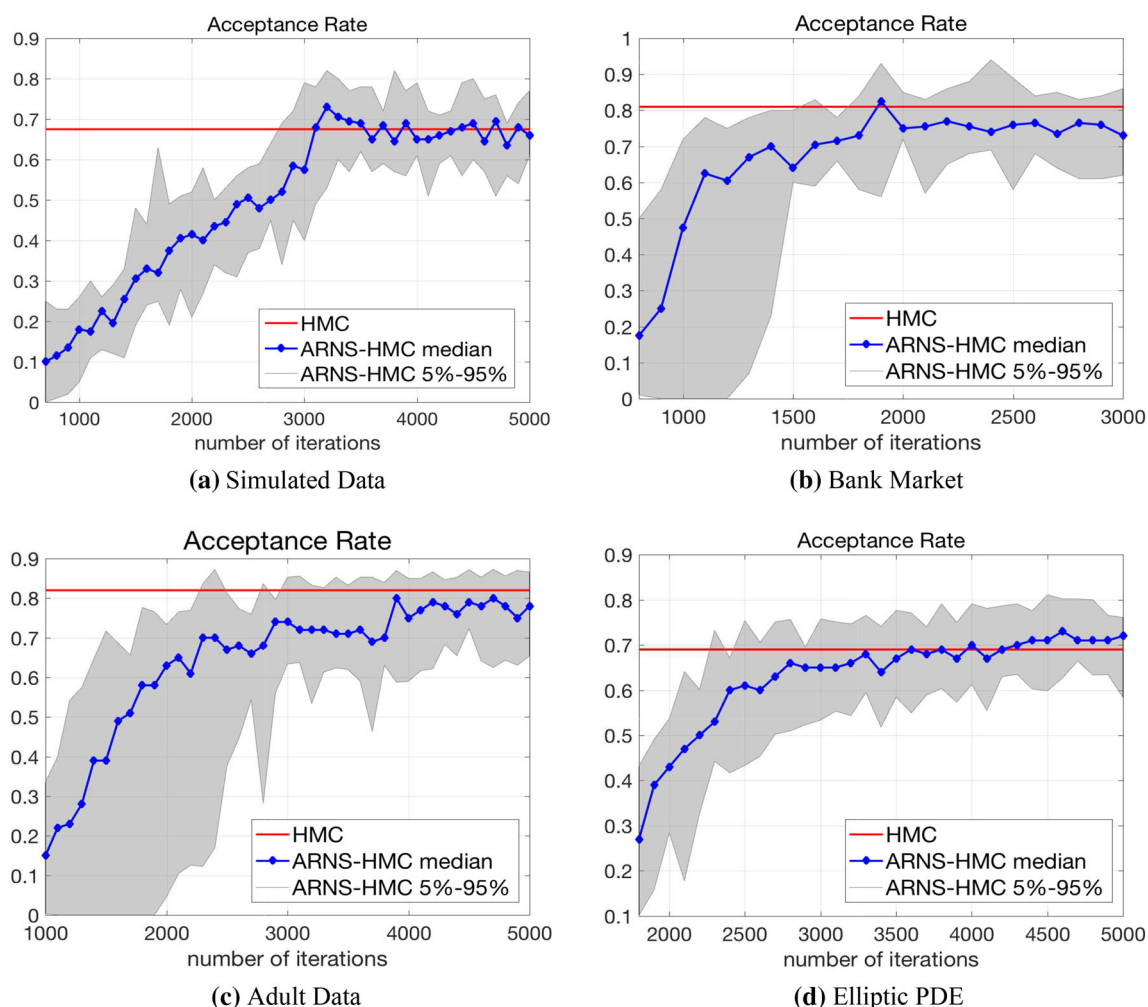 Acceptance Rate
0.9
0.8
0.7
0.6
0.5
0.4
0.3
0.2
0.1
0
1000 2000 3000 4000 5000
number of iterations
HMC
ARNS-HMC median
ARNS-HMC 5%-95%
(a) Simulated Data
Acceptance Rate
1
0.9
0.8
0.7
0.6
0.5
0.4
0.3
0.2
0.1
0
1000 1500 2000 2500 3000
number of iterations
HMC
ARNS-HMC median
ARNS-HMC 5%-95%
(b) Bank Market
Acceptance Rate
0.9
0.8
0.7
0.6
0.5
0.4
0.3
0.2
0.1
0
1000 2000 3000 4000 5000
number of iterations
HMC
ARNS-HMC median
ARNS-HMC 5%-95%
(c) Adult Data
Acceptance Rate
0.9
0.8
0.7
0.6
0.5
0.4
0.3
0.2
0.1
2000 2500 3000 3500 4000 4500 5000
number of iterations
HMC
ARNS-HMC median
ARNS-HMC 5%-95%
(d) Elliptic PDE